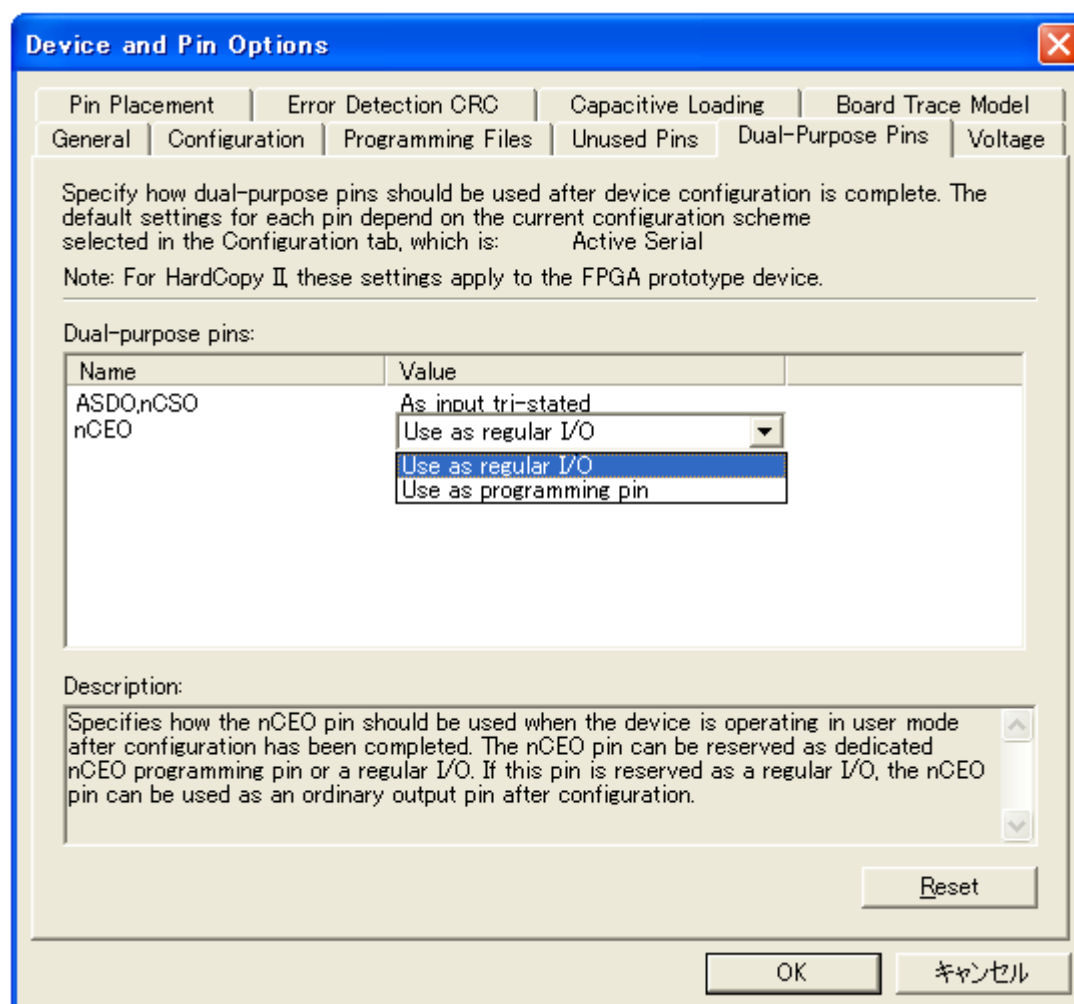 Device and Pin Options
Pin Placement Error Detection CRC Capacitive Loading Board Trace Model
General Configuration Programming Files Unused Pins Dual-Purpose Pins Voltage
Specify how dual-purpose pins should be used after device configuration is complete. The
default settings for each pin depend on the current configuration scheme
selected in the Configuration tab, which is: Active Serial
Note: For HardCopy II, these settings apply to the FPGA prototype device.
Dual-purpose pins:
Name Value
ASDO,nCSO As input tri-stated
nCEO Use as regular I/O
Use as regular I/O
Use as programming pin
Description:
Specifies how the nCEO pin should be used when the device is operating in user mode
after configuration has been completed. The nCEO pin can be reserved as dedicated
nCEO programming pin or a regular I/O. If this pin is reserved as a regular I/O, the nCEO
pin can be used as an ordinary output pin after configuration.
Reset
OK キャンセル